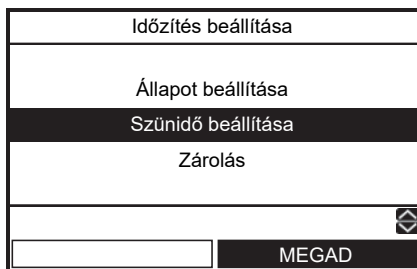 Időzítés beállítása
Állapot beállítása
Szünidő beállítása
Zárolás
MEGAD